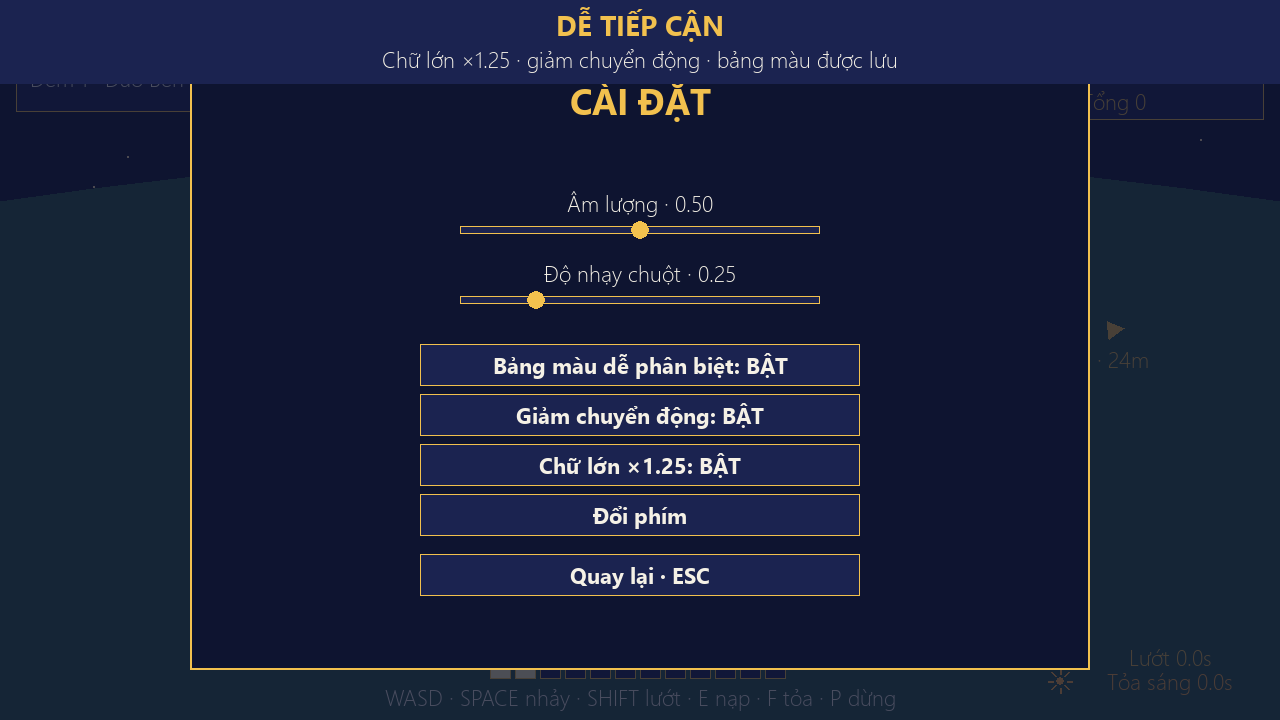 DỄ TIẾP CẬN
Chữ lớn ×1.25 · giảm chuyển động · bảng màu được lưu
CÀI ĐẶT
Tổng 0
Âm lượng · 0.50
Độ nhạy chuột · 0.25
Bảng màu dễ phân biệt: BẬT
· 24m
Giảm chuyển động: BẬT
Chữ lớn ×1.25: BẬT
Đổi phím
Quay lại · ESC
Lướt 0.0s
Tỏa sáng 0.0s
WASD · SPACE nhảy · SHIFT lướt · E nạp · F tỏa · P dừng